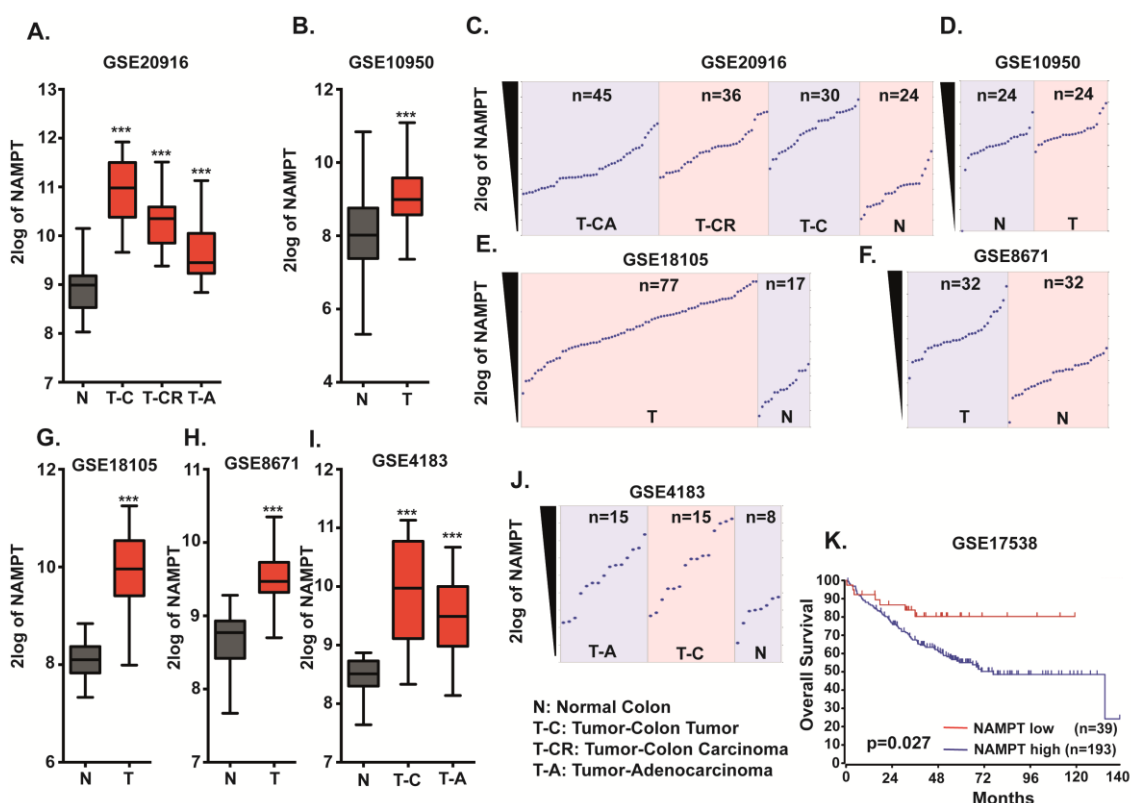 A.
GSE20916
2log of NAMPT
13
12
11
10
9
8
7
***
***
***
N T-C T-CR T-A
B.
GSE10950
2log of NAMPT
12
10
8
6
4
***
N T
C.
GSE20916
2log of NAMPT
n=45 n=36 n=30 n=24
T-CA T-CR T-C N
D.
GSE10950
n=24 n=24
N T
E.
GSE18105
2log of NAMPT
n=77 n=17
T N
F.
GSE8671
n=32 n=32
T N
G.
GSE18105
2log of NAMPT
12
10
8
6
***
N T
H.
GSE8671
2log of NAMPT
11
10
9
8
7
***
N T
I.
GSE4183
2log of NAMPT
12
11
10
9
8
7
***
***
N T-C T-A
J.
GSE4183
2log of NAMPT
n=15 n=15 n=8
T-A T-C N
N: Normal Colon
T-C: Tumor-Colon Tumor
T-CR: Tumor-Colon Carcinoma
T-A: Tumor-Adenocarcinoma
K.
GSE17538
Overall Survival
100
90
80
70
60
50
40
30
20
10
0
p=0.027
NAMPT low (n=39)
NAMPT high (n=193)
0 24 48 72 96 120 140
Months